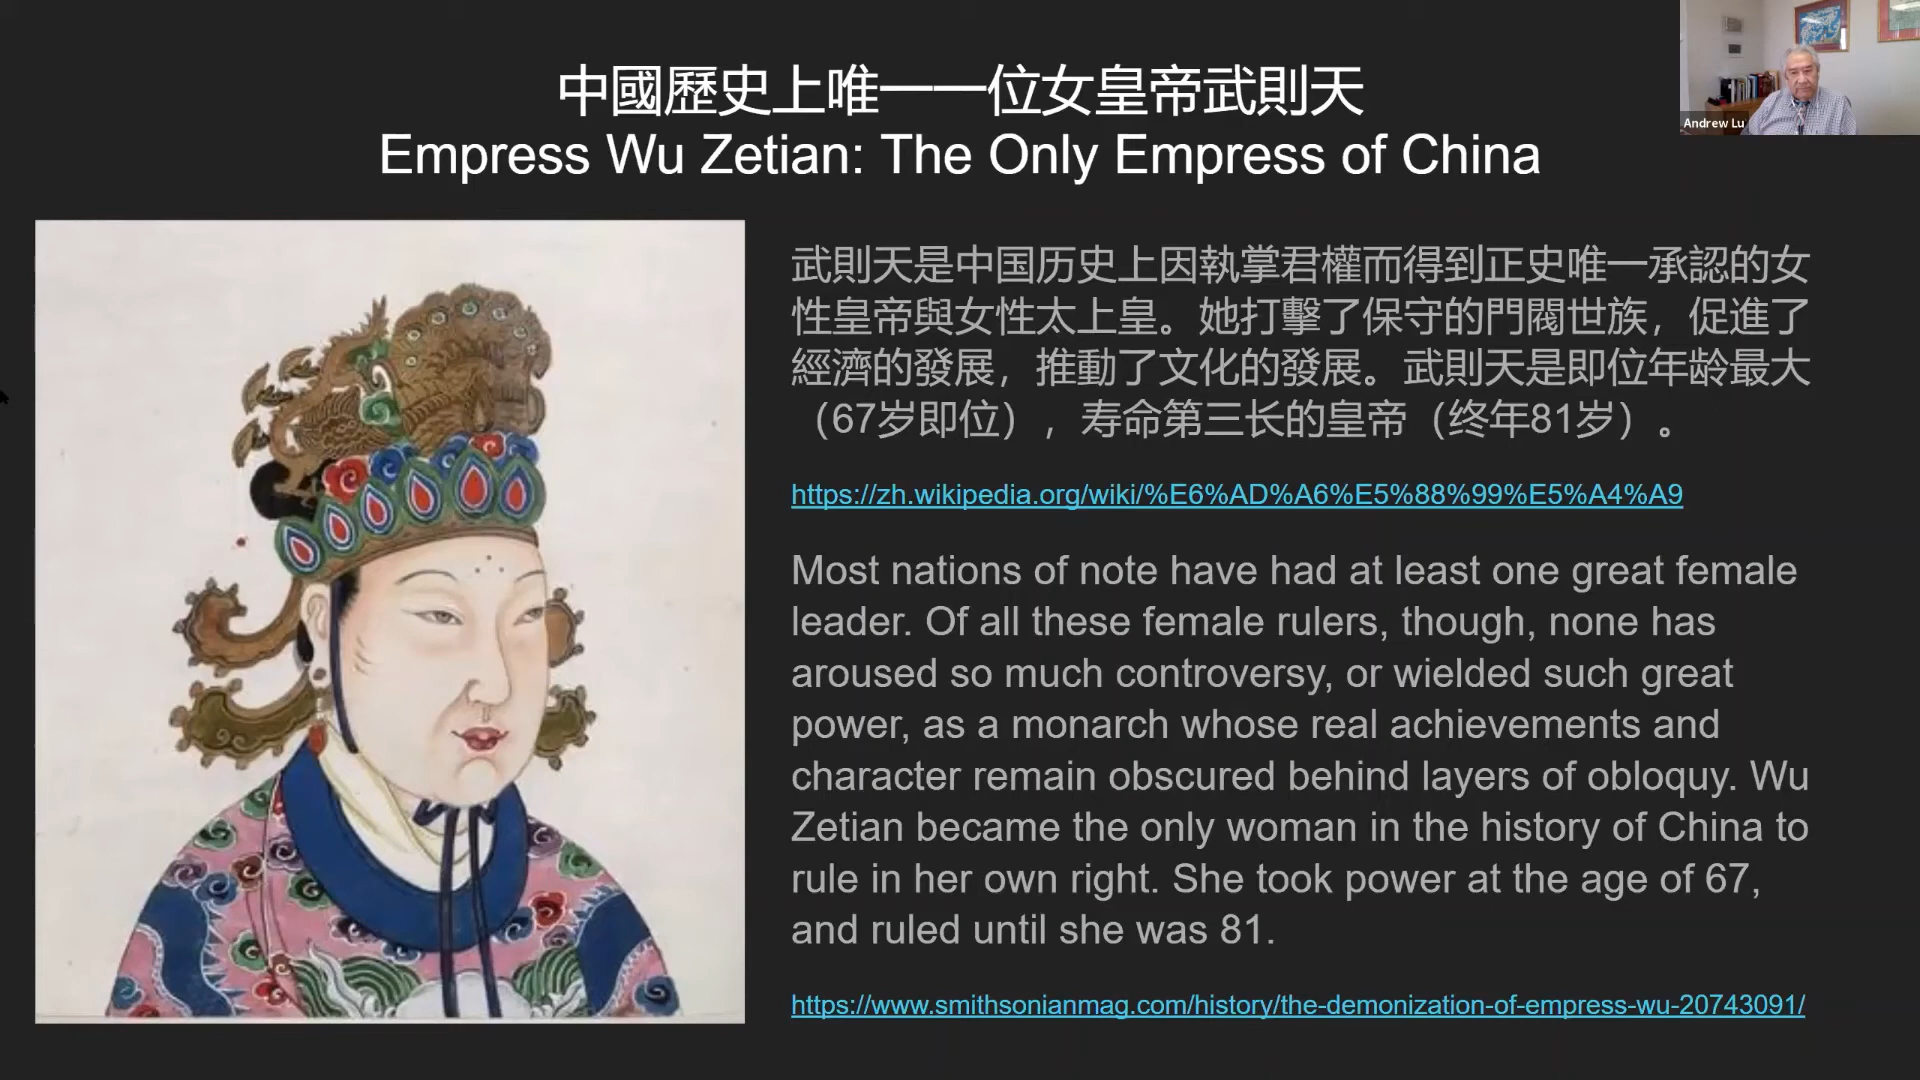 中國歷史上唯一一位女皇帝武則天
Empress Wu Zetian: The Only Empress of China
Andrew Lu
武則天是中国历史上因執掌君權而得到正史唯一承認的女
性皇帝與女性太上皇。她打擊了保守的門閥世族，促進了
經濟的發展，推動了文化的發展。武則天是即位年龄最大
（67岁即位），寿命第三长的皇帝（终年81岁）。
https://zh.wikipedia.org/wiki/%E6%AD%A6%E5%88%99%E5%A4%A9
Most nations of note have had at least one great female
leader. Of all these female rulers, though, none has
aroused so much controversy, or wielded such great
power, as a monarch whose real achievements and
character remain obscured behind layers of obloquy. Wu
Zetian became the only woman in the history of China to
rule in her own right. She took power at the age of 67,
and ruled until she was 81.
https://www.smithsonianmag.com/history/the-demonization-of-empress-wu-20743091/